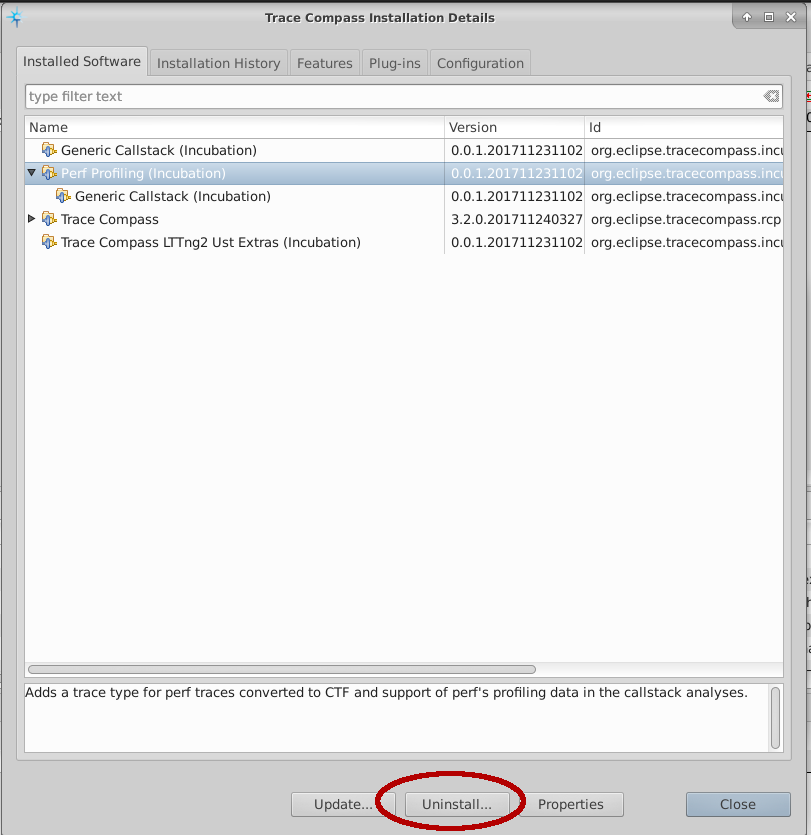 Trace Compass Installation Details
Installed Software Installation History Features Plug-ins Configuration
type filter text
Name Version Id
Generic Callstack (Incubation) 0.0.1.201711231102 org.eclipse.tracecompass.incu
Perf Profiling (Incubation) 0.0.1.201711231102 org.eclipse.tracecompass.incu
Generic Callstack (Incubation) 0.0.1.201711231102 org.eclipse.tracecompass.incu
Trace Compass 3.2.0.201711240327 org.eclipse.tracecompass.rcp
Trace Compass LTTng2 Ust Extras (Incubation) 0.0.1.201711231102 org.eclipse.tracecompass.incu
Adds a trace type for perf traces converted to CTF and support of perf's profiling data in the callstack analyses.
Update... Uninstall... Properties Close